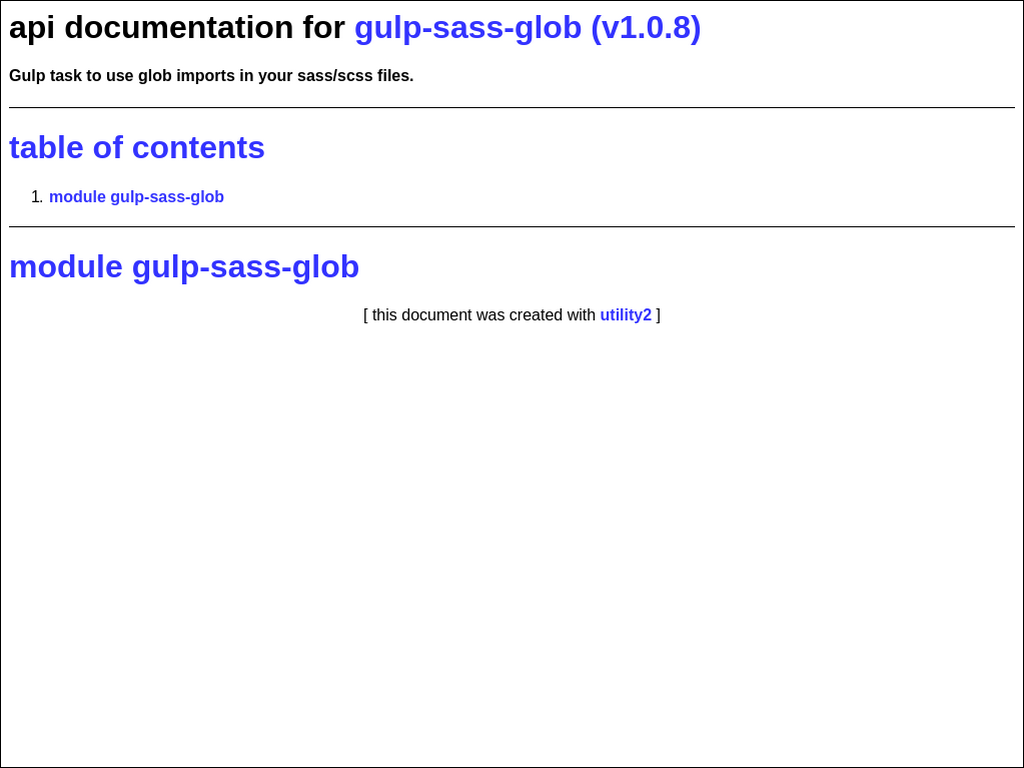 api documentation for gulp-sass-glob (v1.0.8)
Gulp task to use glob imports in your sass/scss files.
table of contents
1. module gulp-sass-glob
module gulp-sass-glob
[ this document was created with utility2 ]